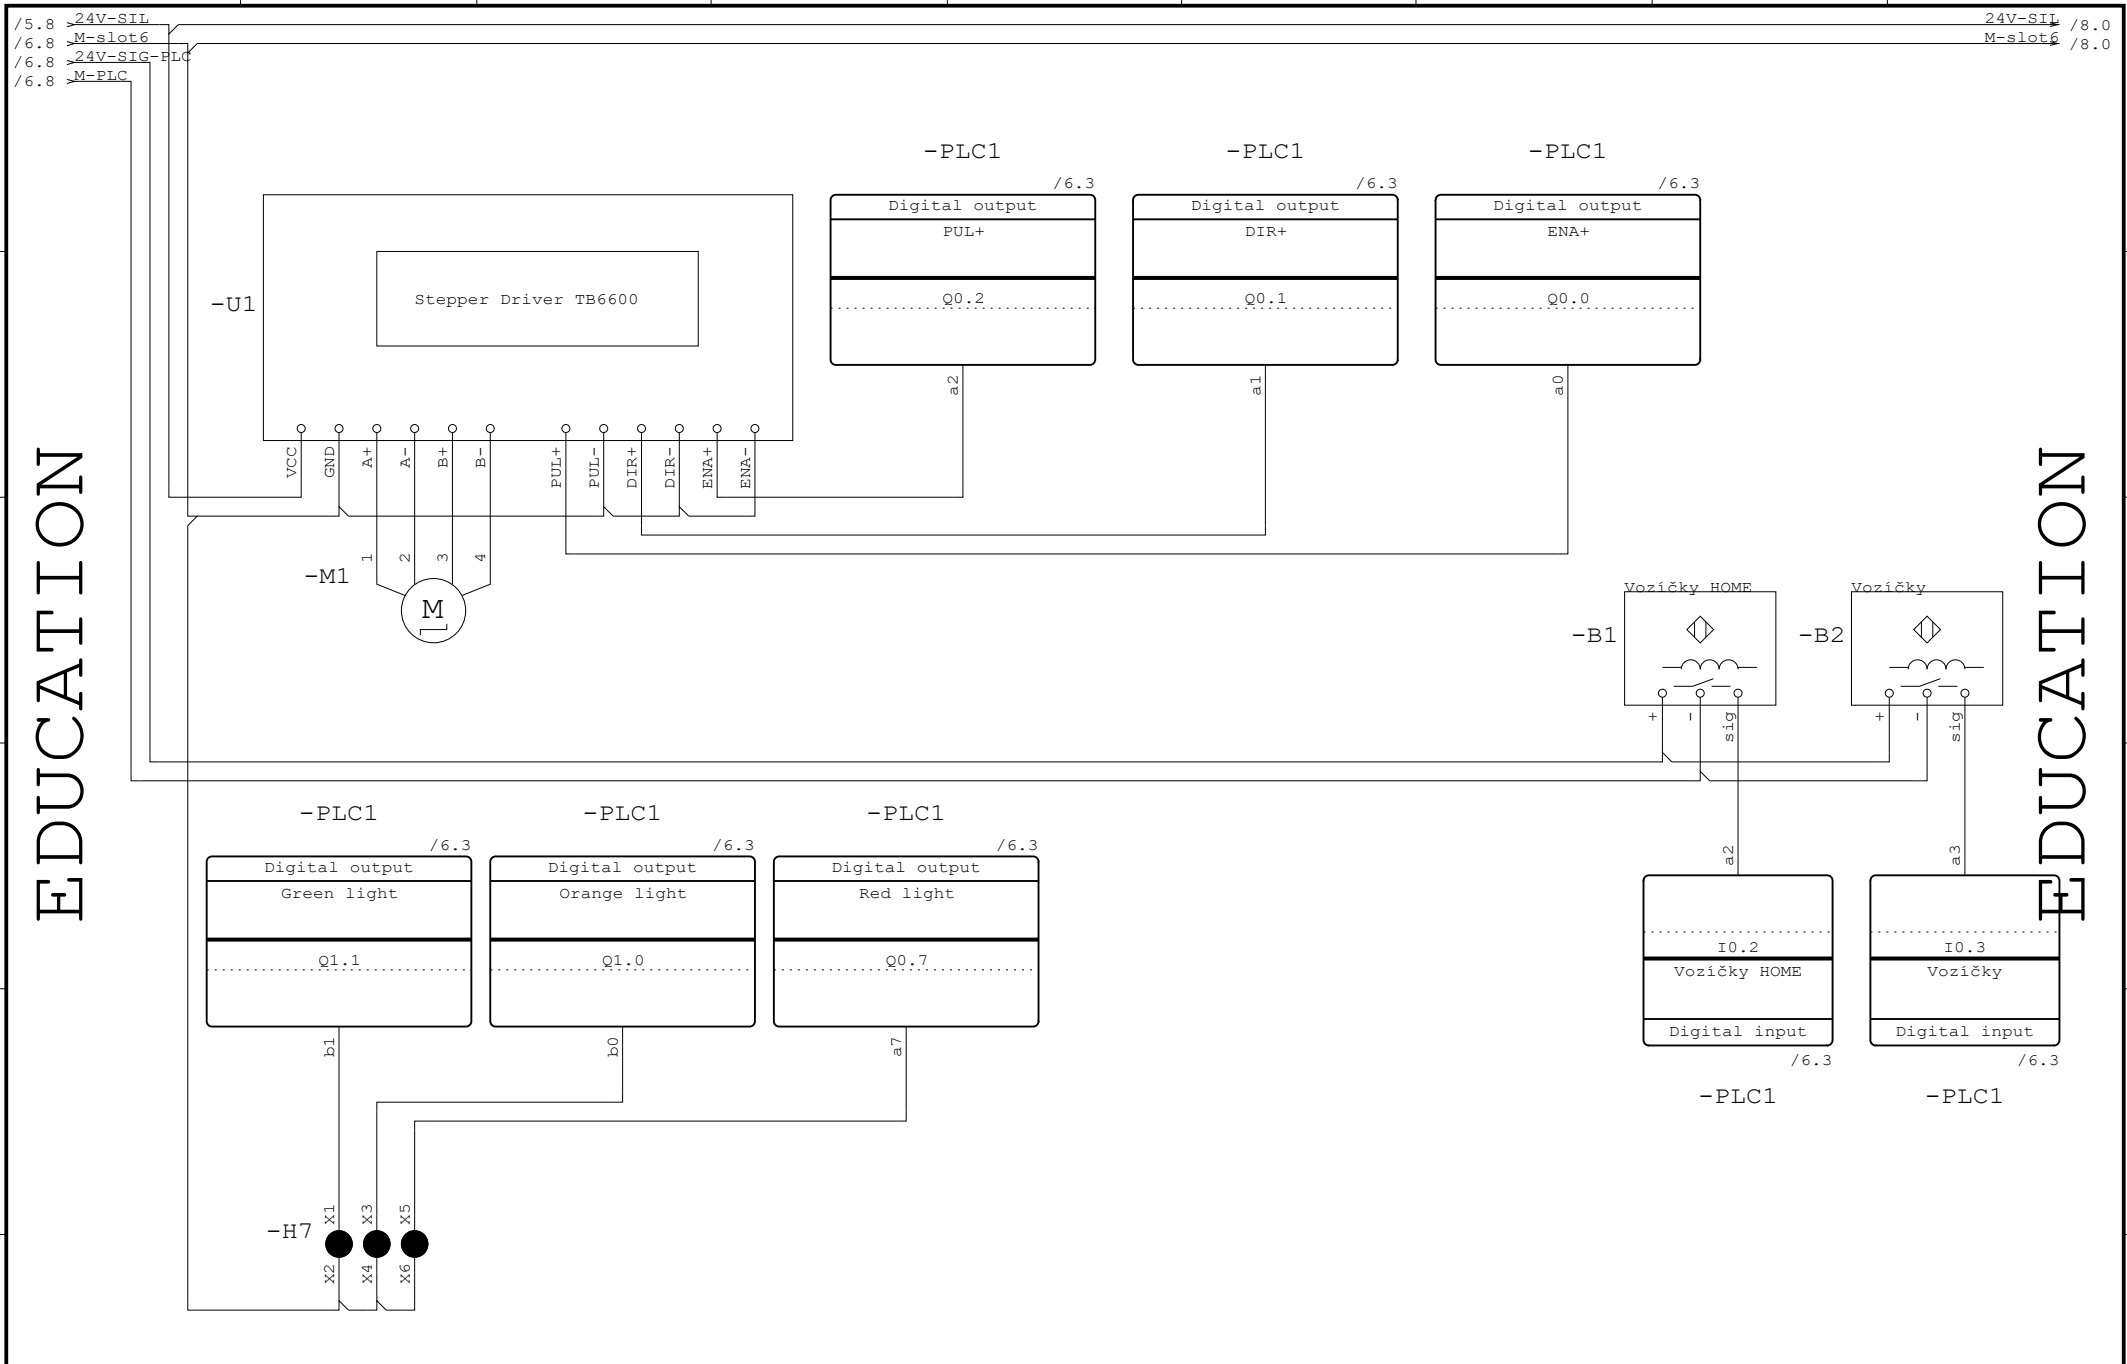 /5.8 24V-SIL 24V-SIL /8.0
/6.8 M-slot6 M-slot6 /8.0
/6.8 24V-SIG-PLC
/6.8 M-PLC
-PLC1 -PLC1 -PLC1
/6.3 /6.3 /6.3
Digital output Digital output Digital output
PUL+ DIR+ ENA+
-U1 Stepper Driver TB6600 Q0.2 Q0.1 Q0.0
a2 a1 a0
VCC GND A+ A- B+ B- PUL+ PUL- DIR+ DIR- ENA+ ENA-
1 2 3 4
-M1
M
EDUCATION
EDUCATION
Vozíčky HOME Vozíčky
-B1 -B2
+ - sig + - sig
-PLC1 -PLC1 -PLC1
/6.3 /6.3 /6.3
Digital output Digital output Digital output
Green light Orange light Red light
Q1.1 Q1.0 Q0.7
b1 b0 a7
a2 a3
I0.2 I0.3
Vozíčky HOME Vozíčky
Digital input Digital input
/6.3 /6.3
-PLC1 -PLC1
X1 X3 X5
-H7
X2 X4 X6